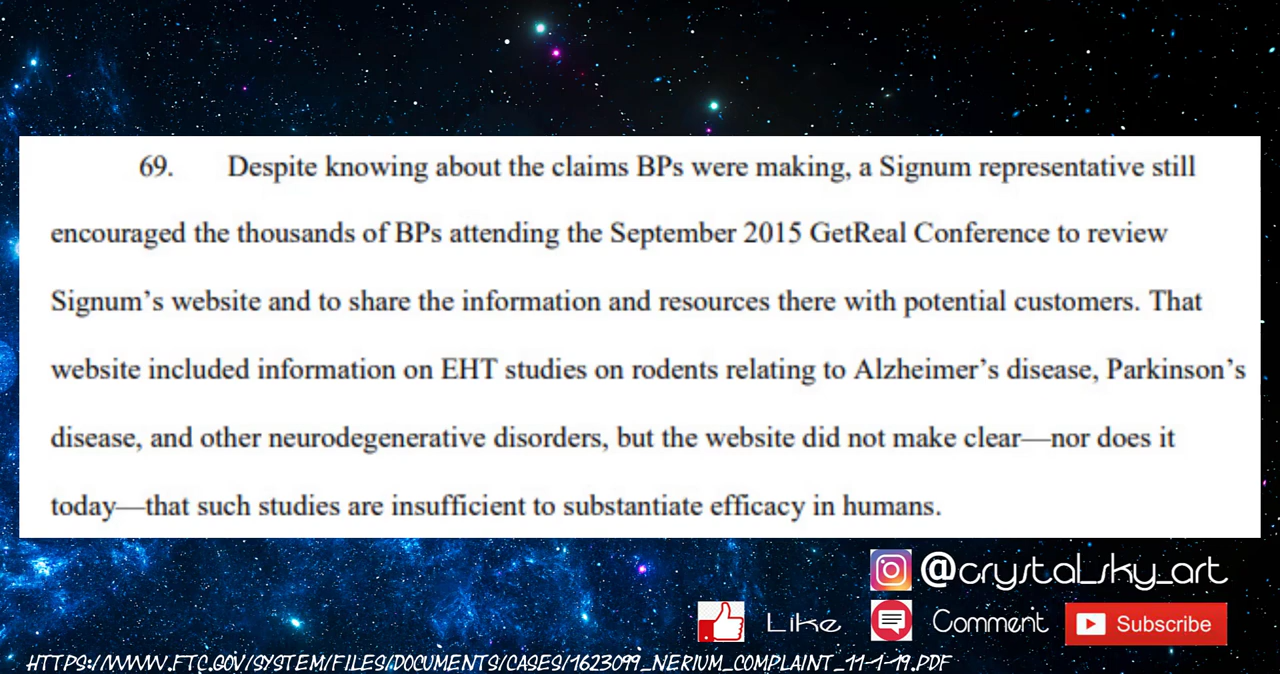 69. Despite knowing about the claims BPs were making, a Signum representative still
encouraged the thousands of BPs attending the September 2015 GetReal Conference to review
Signum’s website and to share the information and resources there with potential customers. That
website included information on EHT studies on rodents relating to Alzheimer’s disease, Parkinson’s
disease, and other neurodegenerative disorders, but the website did not make clear—nor does it
today—that such studies are insufficient to substantiate efficacy in humans.
@crystal_sky_art
Like
Comment
Subscribe
HTTPS://WWW.FTC.GOV/SYSTEM/FILES/DOCUMENTS/CASES/1623099_NERIUM_COMPLAINT_11-1-19.PDF